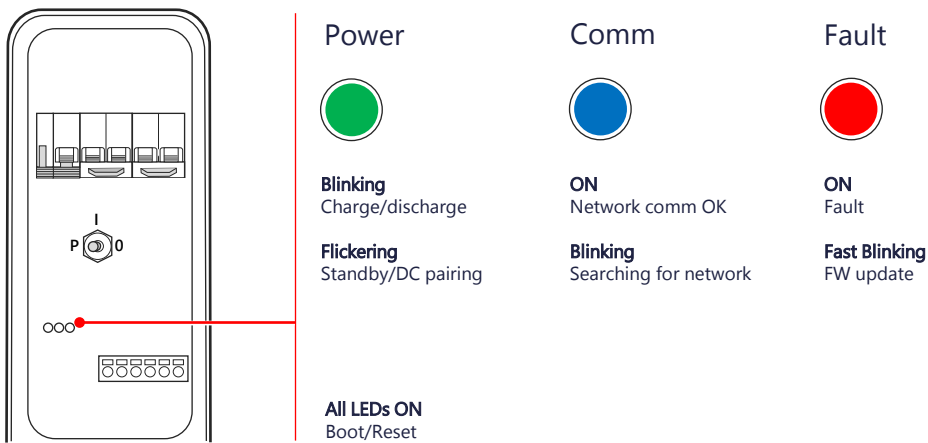 Power
Comm
Fault
I
P
0
Blinking
Charge/discharge
ON
Network comm OK
ON
Fault
Flickering
Standby/DC pairing
Blinking
Searching for network
Fast Blinking
FW update
All LEDs ON
Boot/Reset